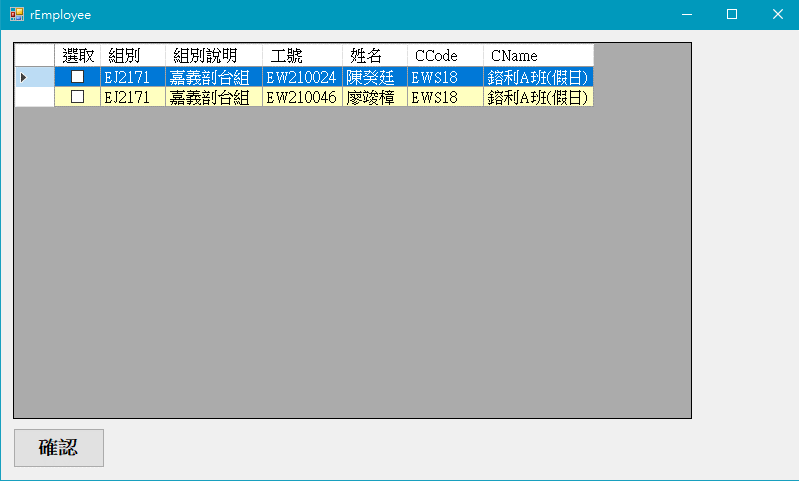 rEmployee
選取 組別 組別說明 工號 姓名 CCode CName
EJ2171 嘉義剖台組 EW210024 陳癸廷 EWS18 鎔利A班(假日)
EJ2171 嘉義剖台組 EW210046 廖竣樟 EWS18 鎔利A班(假日)
確認